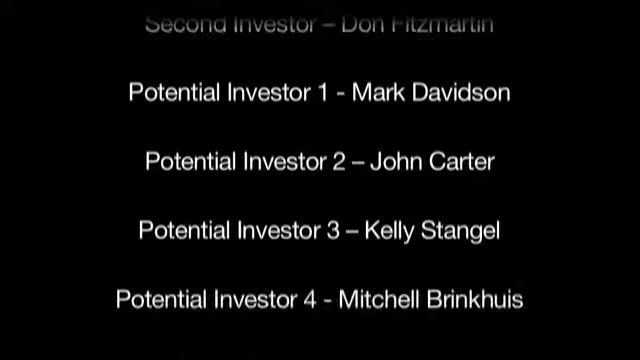 Second Investor – Don Fitzmartin
Potential Investor 1 - Mark Davidson
Potential Investor 2 – John Carter
Potential Investor 3 – Kelly Stangel
Potential Investor 4 - Mitchell Brinkhuis